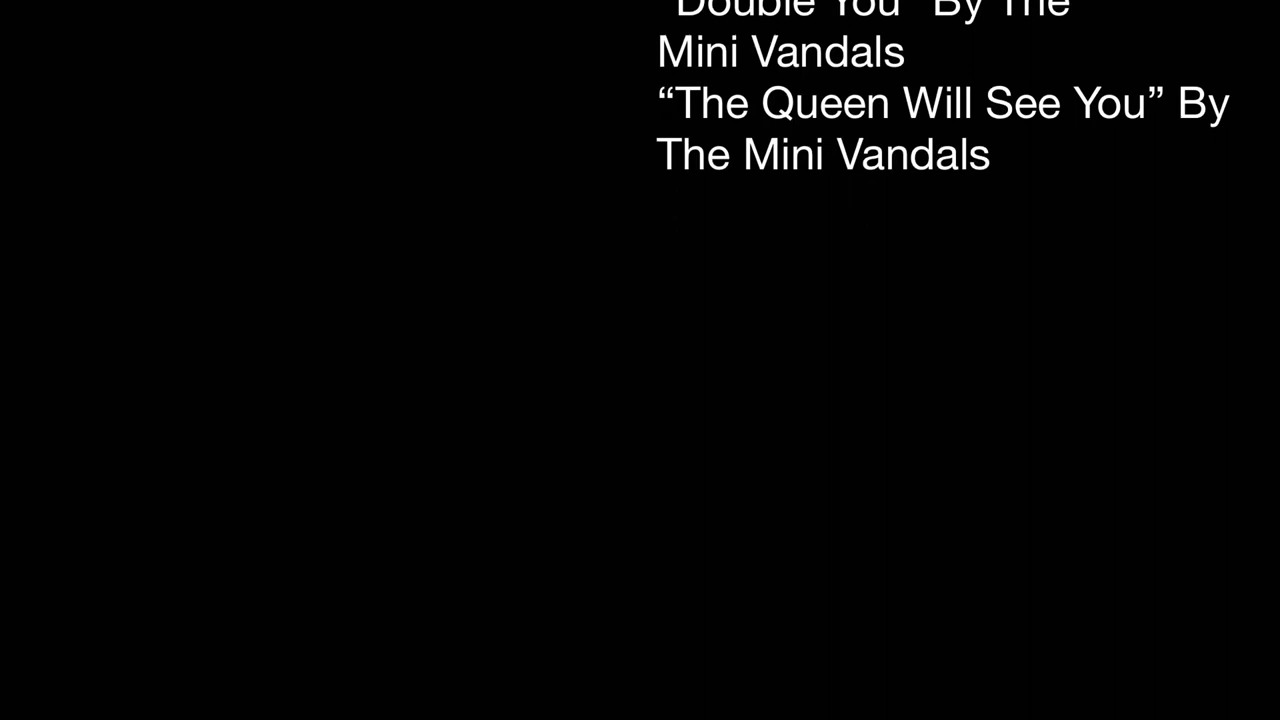 “Double You” By The
Mini Vandals
“The Queen Will See You” By
The Mini Vandals